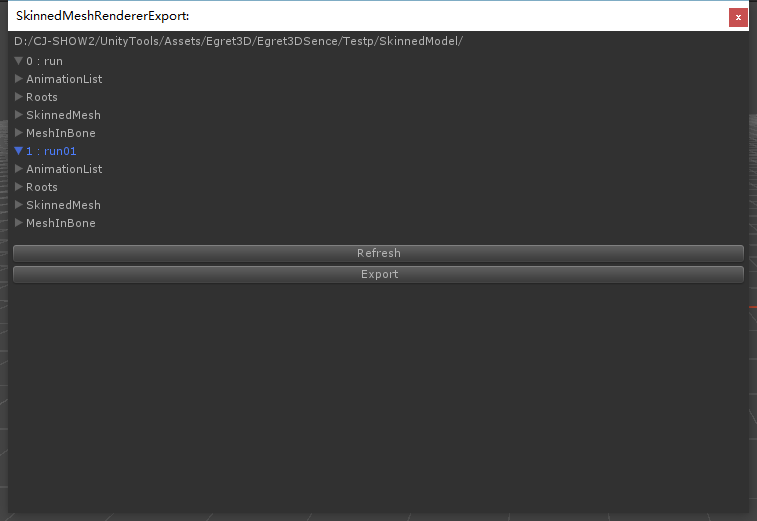 SkinnedMeshRendererExport:
x
D:/CJ-SHOW2/UnityTools/Assets/Egret3D/Egret3DSence/Testp/SkinnedModel/
0 : run
AnimationList
Roots
SkinnedMesh
MeshInBone
1 : run01
AnimationList
Roots
SkinnedMesh
MeshInBone
Refresh
Export